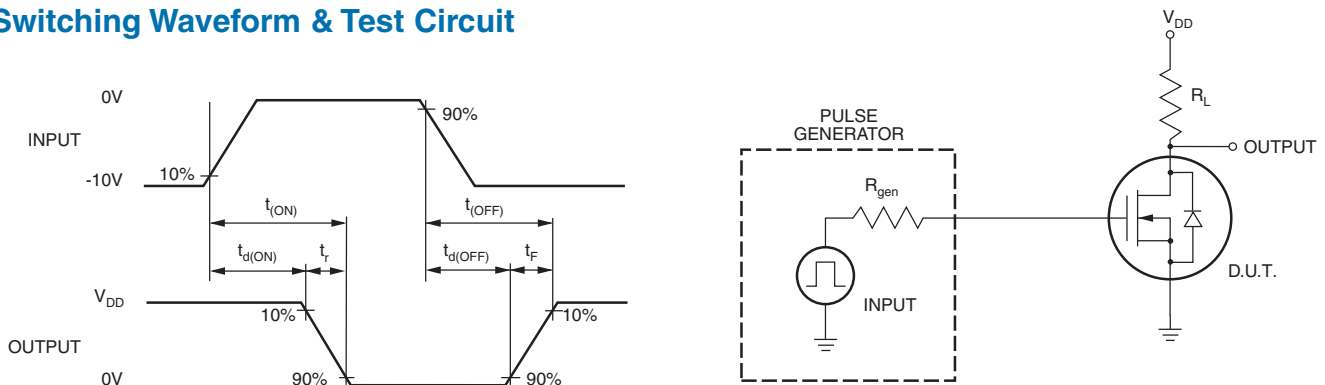 Switching Waveform & Test Circuit
0V
INPUT
-10V
10%
90%
t(ON)
t(OFF)
td(ON)
tr
td(OFF)
tF
VDD
10%
10%
OUTPUT
0V
90%
90%
VDD
RL
OUTPUT
PULSE
GENERATOR
Rgen
INPUT
D.U.T.